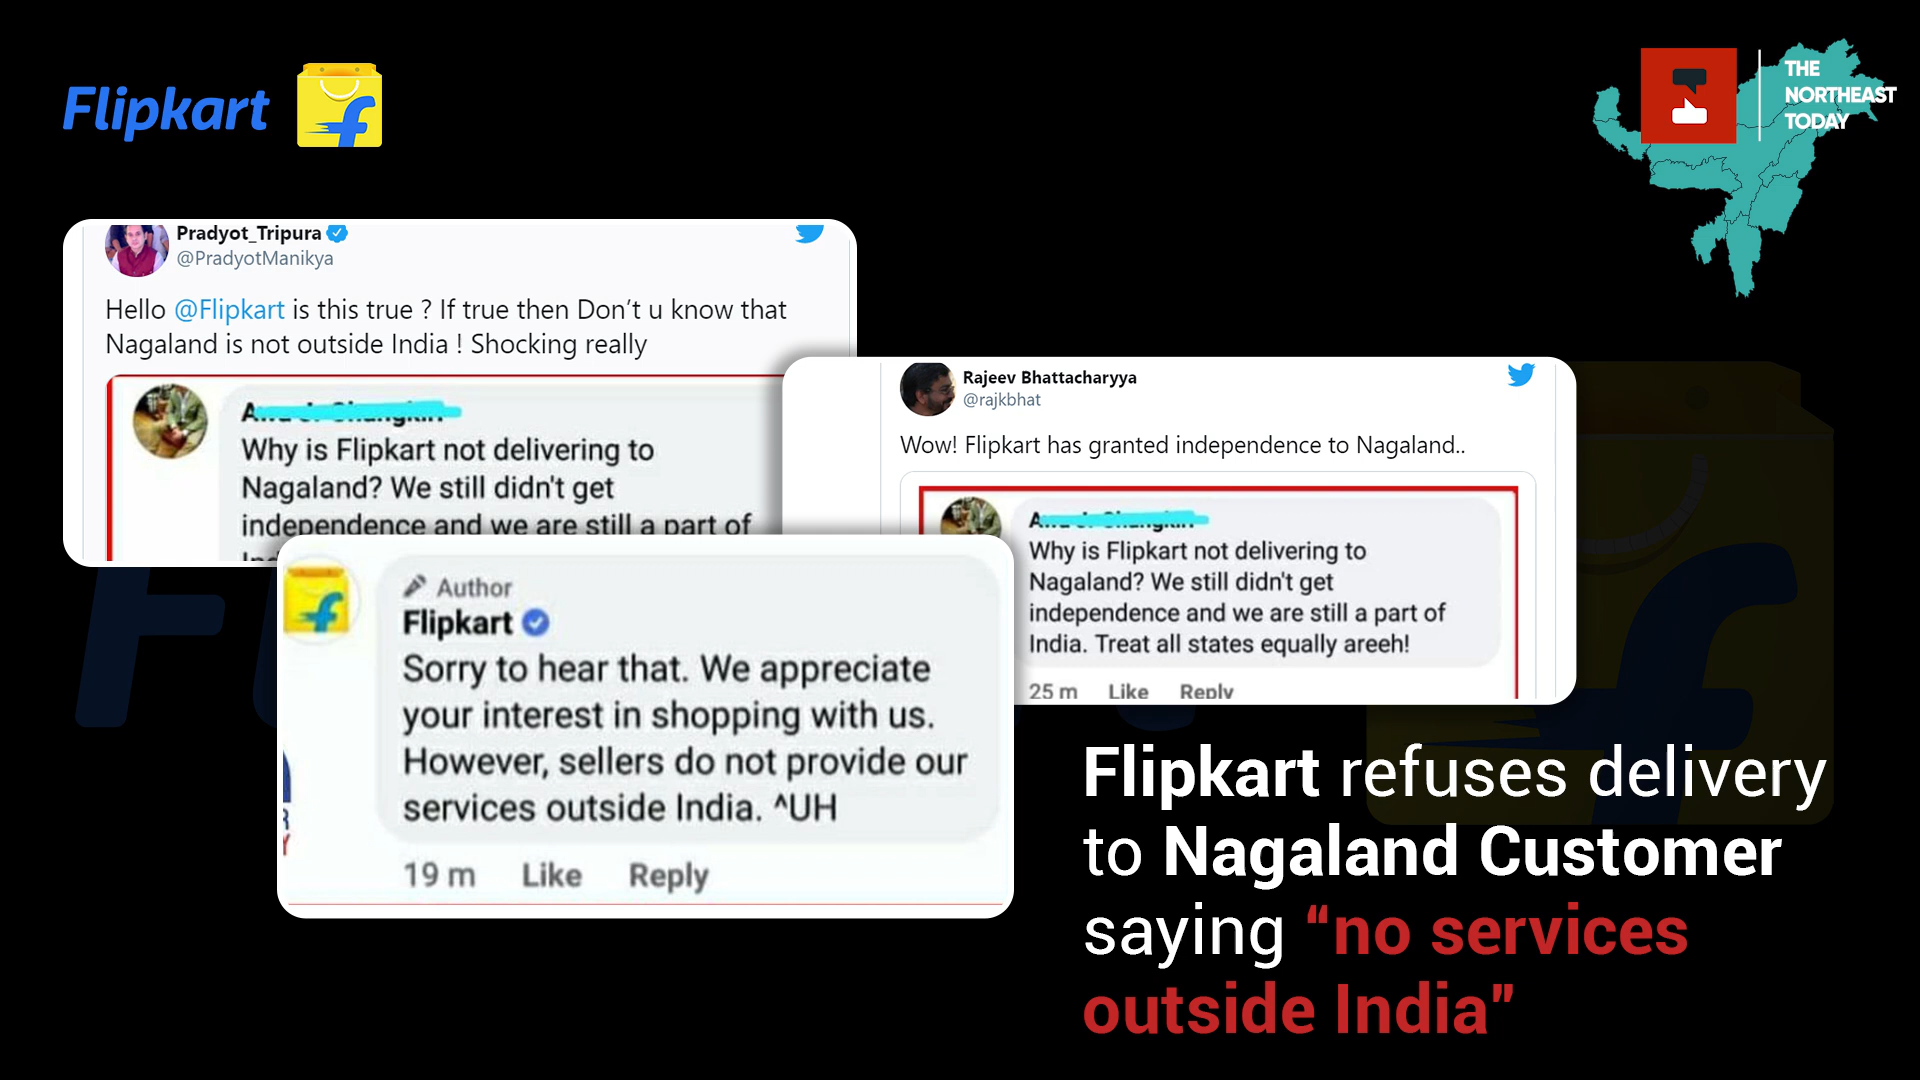 Flipkart
THE
NORTHEAST
TODAY
Pradyot_Tripura
@PradyotManikya
Hello @Flipkart is this true ? If true then Don’t u know that
Nagaland is not outside India ! Shocking really
Why is Flipkart not delivering to
Nagaland? We still didn't get
independence and we are still a part of
Rajeev Bhattacharyya
@rajkbhat
Wow! Flipkart has granted independence to Nagaland..
Why is Flipkart not delivering to
Nagaland? We still didn't get
independence and we are still a part of
India. Treat all states equally areeh!
25 m Like Reply
Author
Flipkart
Sorry to hear that. We appreciate
your interest in shopping with us.
However, sellers do not provide our
services outside India. ^UH
19 m Like Reply
Flipkart refuses delivery
to Nagaland Customer
saying “no services
outside India”